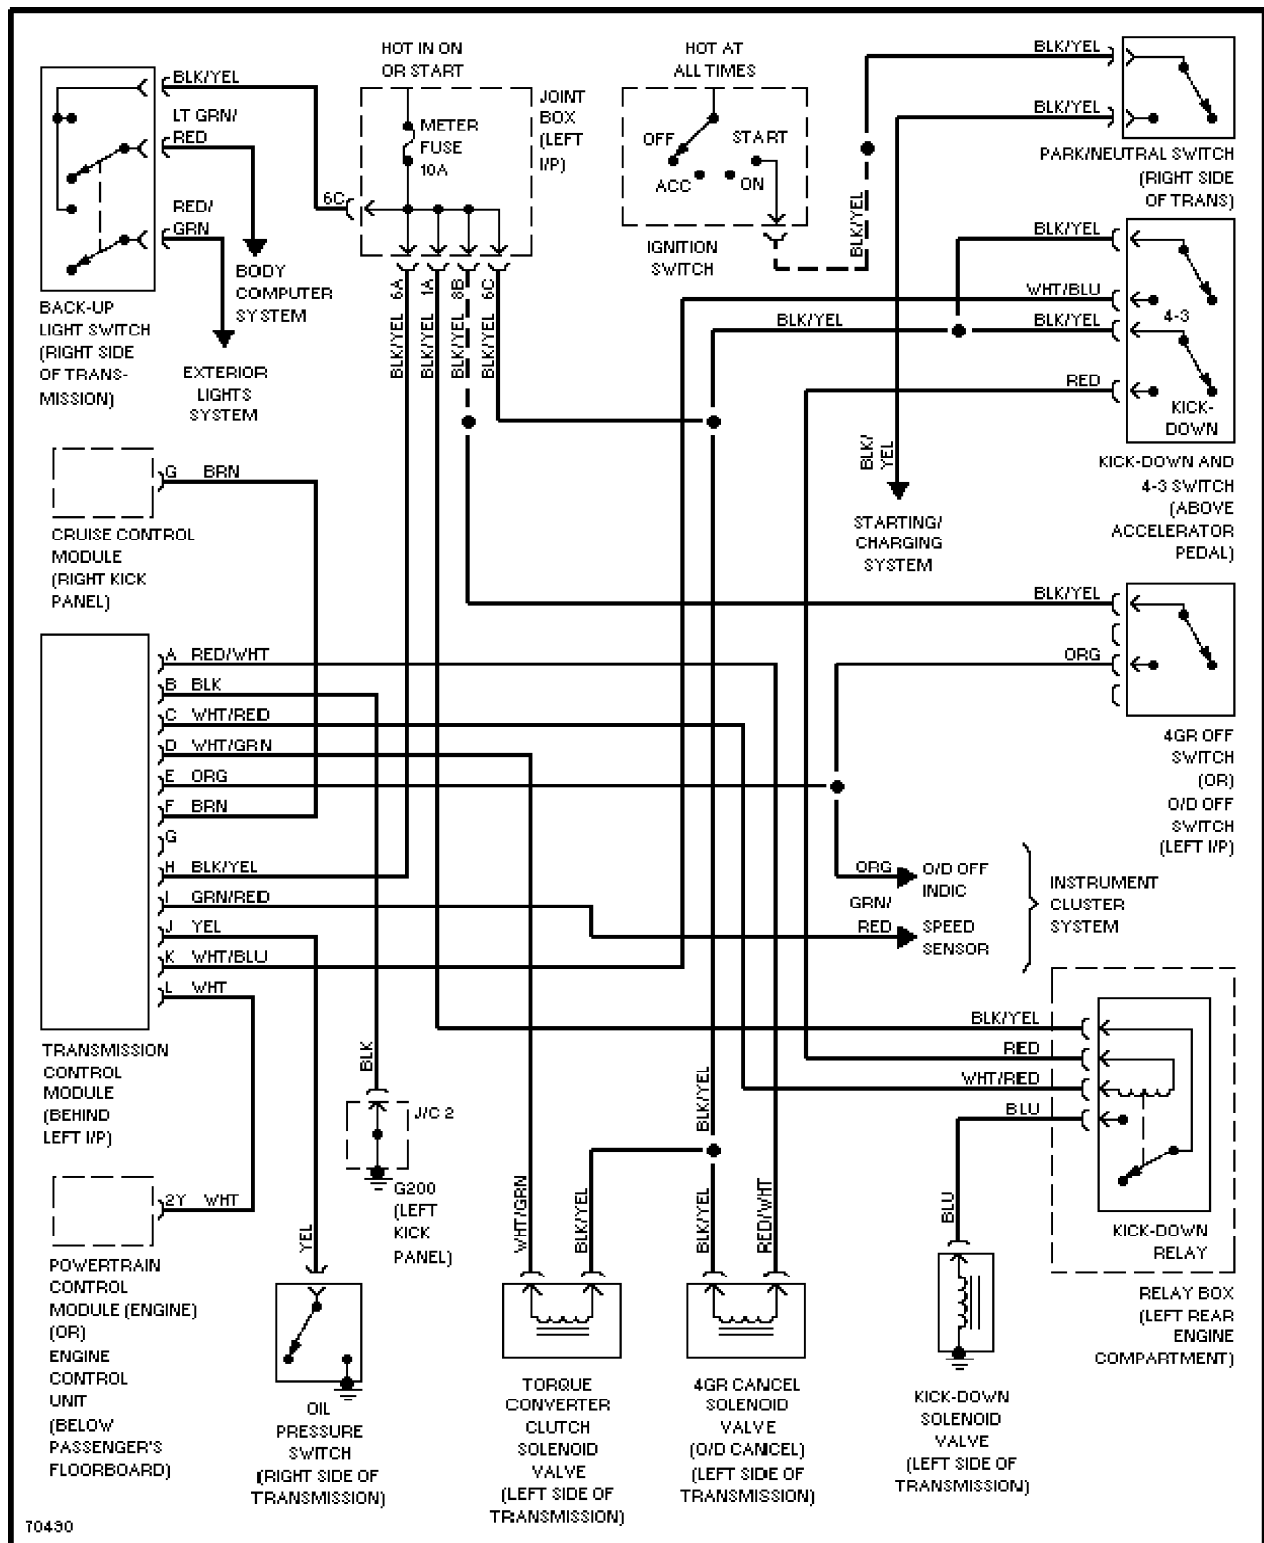 HOT IN ON
OR START
HOT AT
ALL TIMES
BLK/YEL
BLK/YEL
LT GRN/
RED
RED/
GRN
BODY
COMPUTER
SYSTEM
EXTERIOR
LIGHTS
SYSTEM
BACK-UP
LIGHT SWITCH
(RIGHT SIDE
OF TRANS-
MISSION)
METER
FUSE
10A
JOINT
BOX
(LEFT
I/P)
6C
BLK/YEL 6A
BLK/YEL 1A
BLK/YEL 8B
BLK/YEL 6C
OFF
ACC
ON
START
IGNITION
SWITCH
BLK/YEL
BLK/YEL
PARK/NEUTRAL SWITCH
(RIGHT SIDE
OF TRANS)
BLK/YEL
WHT/BLU
BLK/YEL
BLK/YEL
RED
4-3
KICK-
DOWN
KICK-DOWN AND
4-3 SWITCH
(ABOVE
ACCELERATOR
PEDAL)
BLK/
YEL
STARTING/
CHARGING
SYSTEM
G BRN
CRUISE CONTROL
MODULE
(RIGHT KICK
PANEL)
BLK/YEL
ORG
4GR OFF
SWITCH
(OR)
O/D OFF
SWITCH
(LEFT I/P)
A RED/WHT
B BLK
C WHT/RED
D WHT/GRN
E ORG
F BRN
G
H BLK/YEL
I GRN/RED
J YEL
K WHT/BLU
L WHT
TRANSMISSION
CONTROL
MODULE
(BEHIND
LEFT I/P)
ORG
O/D OFF
INDIC
GRN/
RED
SPEED
SENSOR
INSTRUMENT
CLUSTER
SYSTEM
BLK/YEL
RED
WHT/RED
BLU
KICK-DOWN
RELAY
RELAY BOX
(LEFT REAR
ENGINE
COMPARTMENT)
BLK
J/C 2
G200
(LEFT
KICK
PANEL)
2Y WHT
POWERTRAIN
CONTROL
MODULE (ENGINE)
(OR)
ENGINE
CONTROL
UNIT
(BELOW
PASSENGER'S
FLOORBOARD)
YEL
OIL
PRESSURE
SWITCH
(RIGHT SIDE OF
TRANSMISSION)
WHT/GRN
BLK/YEL
TORQUE
CONVERTER
CLUTCH
SOLENOID
VALVE
(LEFT SIDE OF
TRANSMISSION)
BLK/YEL
BLK/YEL
RED/WHT
4GR CANCEL
SOLENOID
VALVE
(O/D CANCEL)
(LEFT SIDE OF
TRANSMISSION)
BLU
KICK-DOWN
SOLENOID
VALVE
(LEFT SIDE OF
TRANSMISSION)
70490